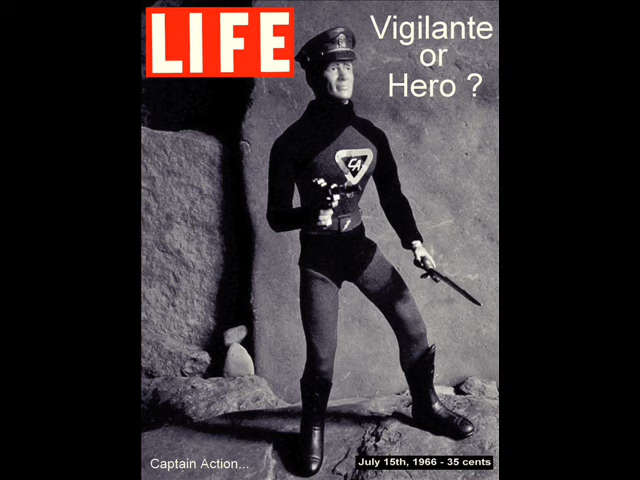 LIFE
Vigilante
or
Hero ?
CA
Captain Action...
July 15th, 1966 - 35 cents